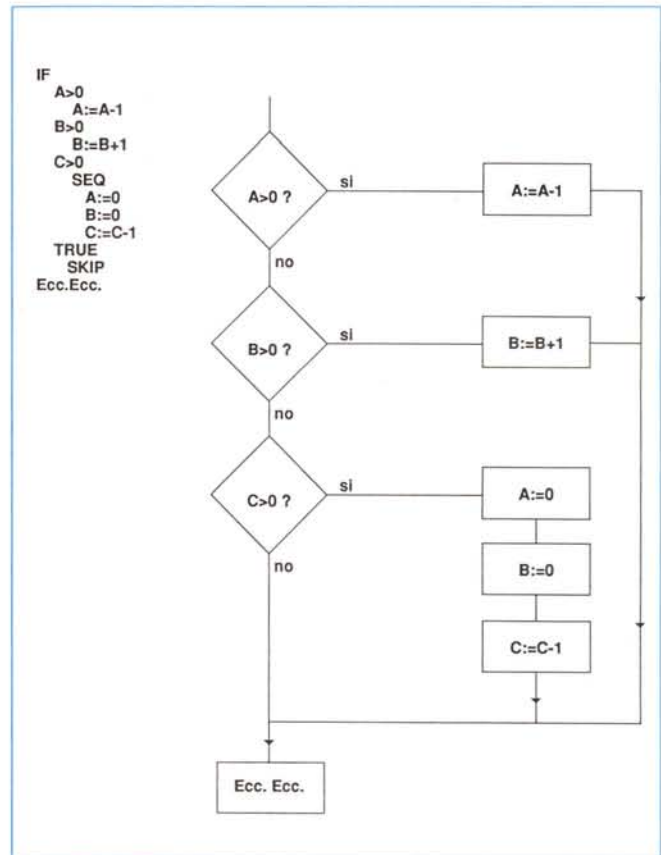 IF
A>0
A:=A-1
B>0
B:=B+1
C>0
SEQ
A:=0
B:=0
C:=C-1
TRUE
SKIP
Ecc.Ecc.
A>0 ?
si
A:=A-1
no
B>0 ?
si
B:=B+1
no
C>0 ?
si
A:=0
no
B:=0
C:=C-1
Ecc. Ecc.